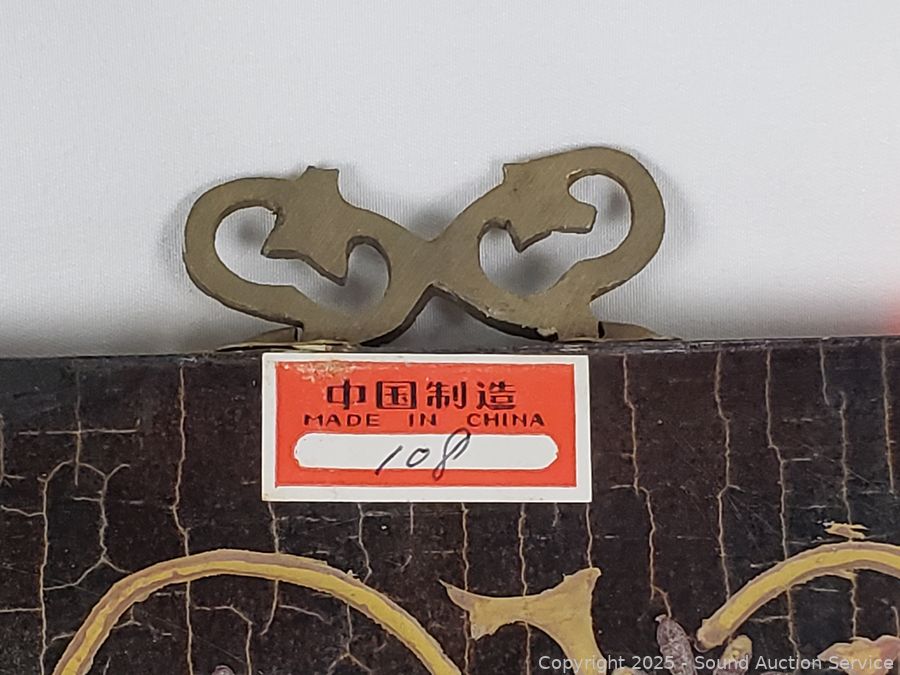 中国制造
MADE IN CHINA
108
Copyright 2025 - Sound Auction Service